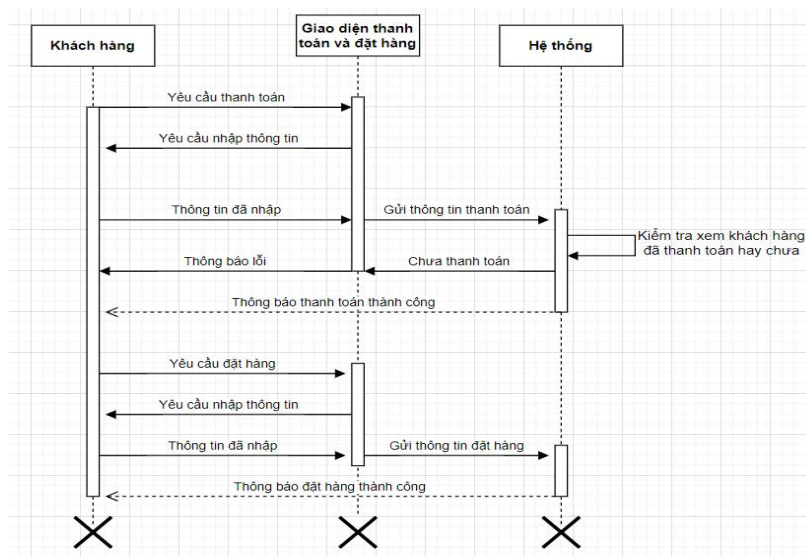 Khách hàng
Giao diện thanh
toán và đặt hàng
Hệ thống
Yêu cầu thanh toán
Yêu cầu nhập thông tin
Thông tin đã nhập
Gửi thông tin thanh toán
Kiểm tra xem khách hàng
đã thanh toán hay chưa
Thông báo lỗi
Chưa thanh toán
Thông báo thanh toán thành công
Yêu cầu đặt hàng
Yêu cầu nhập thông tin
Thông tin đã nhập
Gửi thông tin đặt hàng
Thông báo đặt hàng thành công